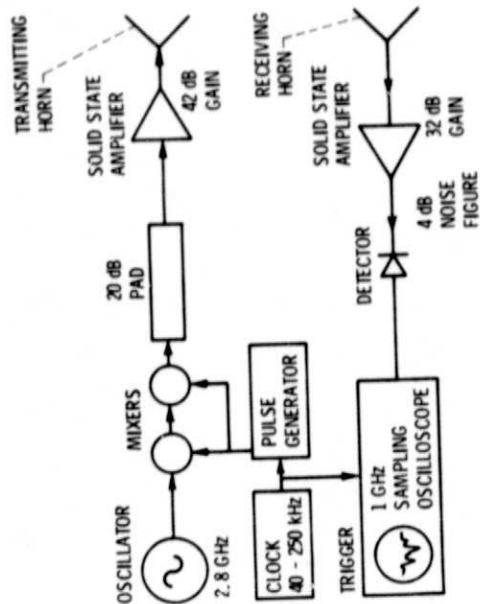 TRANSMITTING
HORN
SOLID STATE
AMPLIFIER
42 dB
GAIN
20 dB
PAD
MIXERS
OSCILLATOR
2.8 GHz
PULSE
GENERATOR
CLOCK
40 - 250 kHz
TRIGGER
1 GHz
SAMPLING
OSCILLOSCOPE
DETECTOR
SOLID STATE
AMPLIFIER
32 dB
GAIN
4 dB
NOISE
FIGURE
RECEIVING
HORN